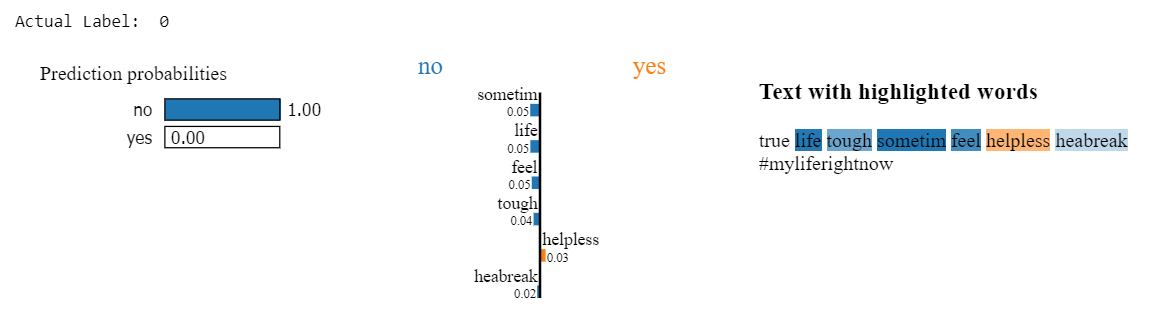 Actual Label:  0
Prediction probabilities
no 1.00
yes 0.00
no yes
sometim
0.05
life
0.05
feel
0.05
tough
0.04
helpless
0.03
heabreak
0.02
Text with highlighted words
true life tough sometim feel helpless heabreak
#myliferightnow